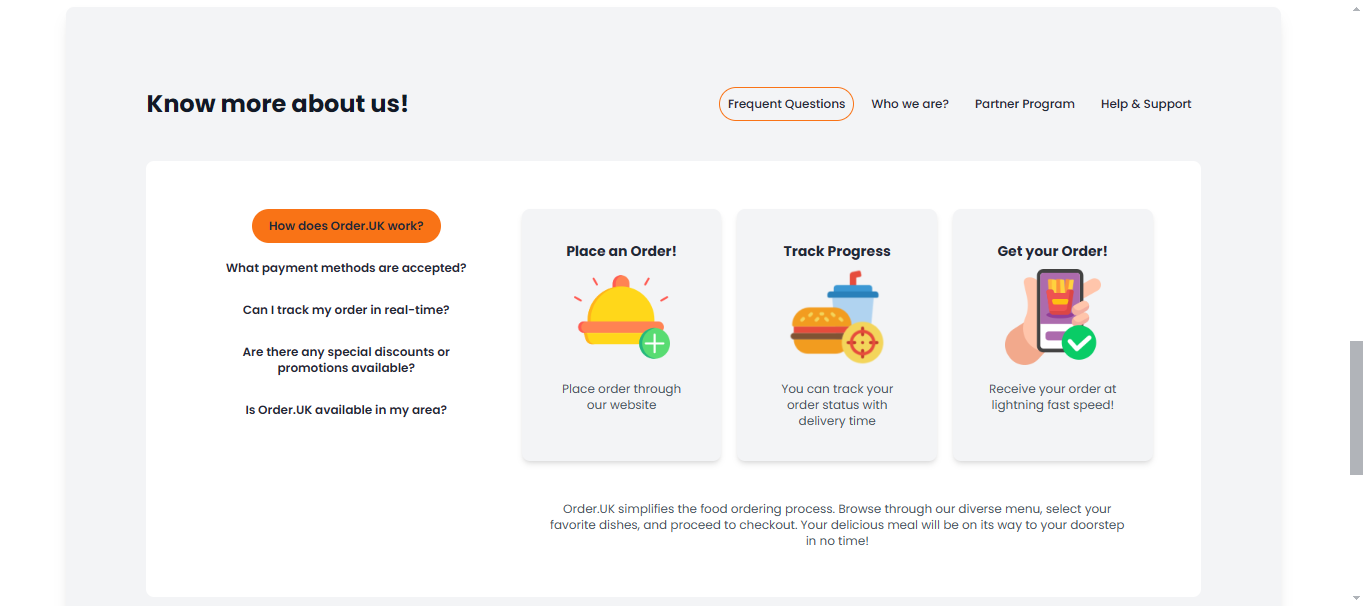 Know more about us!
Frequent Questions
Who we are?
Partner Program
Help & Support
How does Order.UK work?
What payment methods are accepted?
Can I track my order in real-time?
Are there any special discounts or
promotions available?
Is Order.UK available in my area?
Place an Order!
Place order through
our website
Track Progress
You can track your
order status with
delivery time
Get your Order!
Receive your order at
lightning fast speed!
Order.UK simplifies the food ordering process. Browse through our diverse menu, select your
favorite dishes, and proceed to checkout. Your delicious meal will be on its way to your doorstep
in no time!